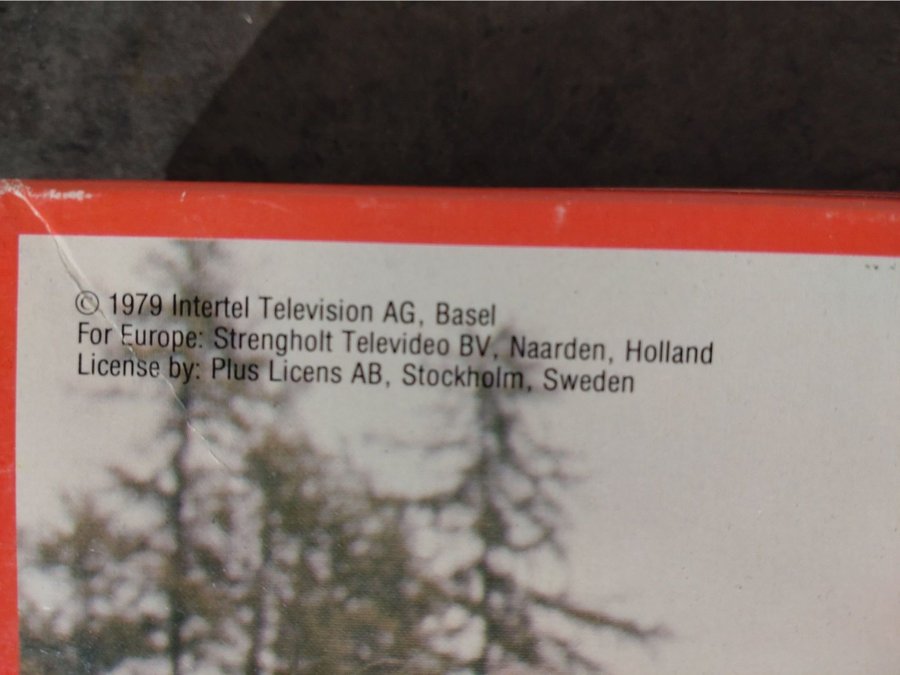 © 1979 Intertel Television AG, Basel
For Europe: Strengholt Televideo BV, Naarden, Holland
License by: Plus Licens AB, Stockholm, Sweden